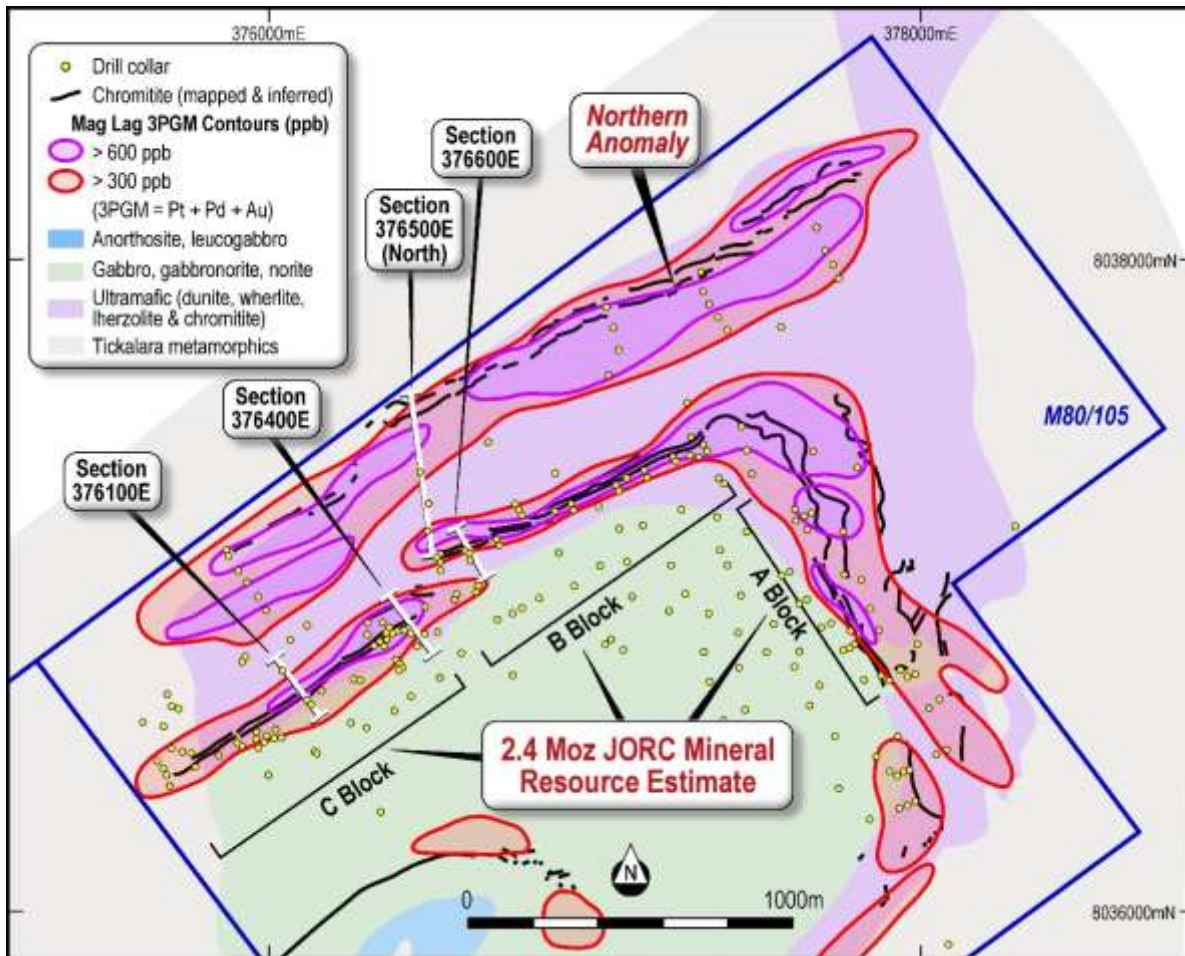 376000mE
378000mE
Drill collar
Chromitite (mapped & inferred)
Mag Lag 3PGM Contours (ppb)
> 600 ppb
> 300 ppb
(3PGM = Pt + Pd + Au)
Anorthosite, leucogabbro
Gabbro, gabbronorite, norite
Ultramafic (dunite, wherlite,
lherzolite & chromitite)
Tickalara metamorphics
Section
376600E
Northern
Anomaly
Section
376500E
(North)
8038000mN
Section
376400E
M80/105
Section
376100E
A Block
B Block
C Block
2.4 Moz JORC Mineral
Resource Estimate
N
0
1000m
8036000mN